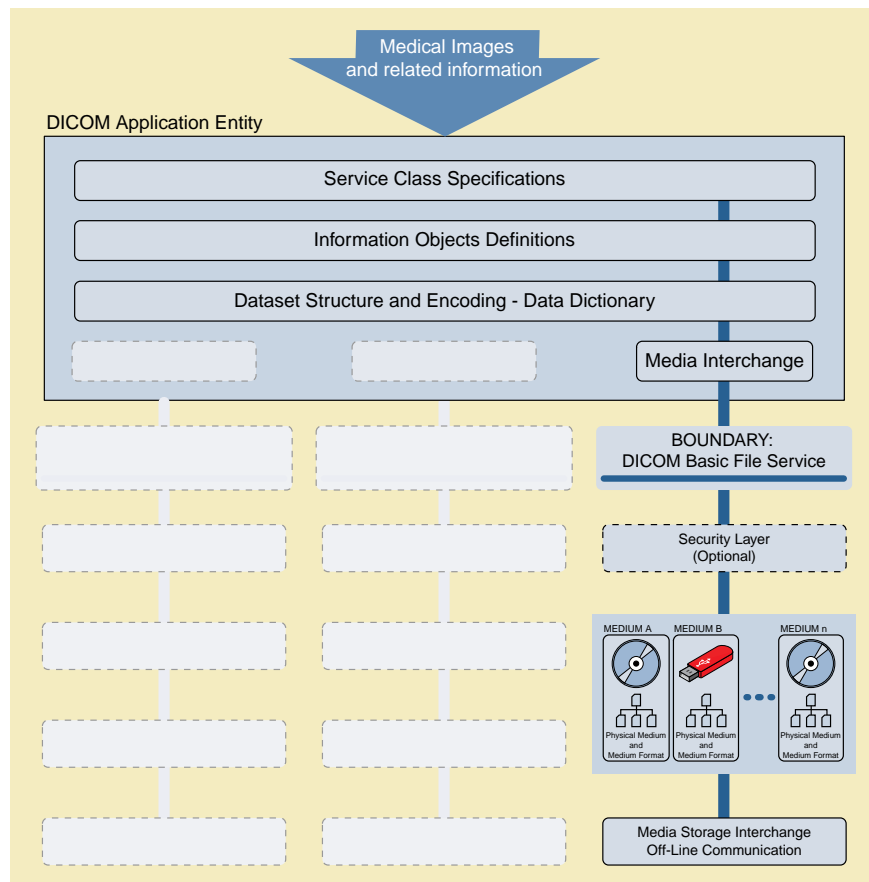 Medical Images
and related information
DICOM Application Entity
Service Class Specifications
Information Objects Definitions
Dataset Structure and Encoding - Data Dictionary
Media Interchange
BOUNDARY:
DICOM Basic File Service
Security Layer
(Optional)
MEDIUM A
MEDIUM B
MEDIUM n
Physical Medium
and
Medium Format
Physical Medium
and
Medium Format
Physical Medium
and
Medium Format
Media Storage Interchange
Off-Line Communication